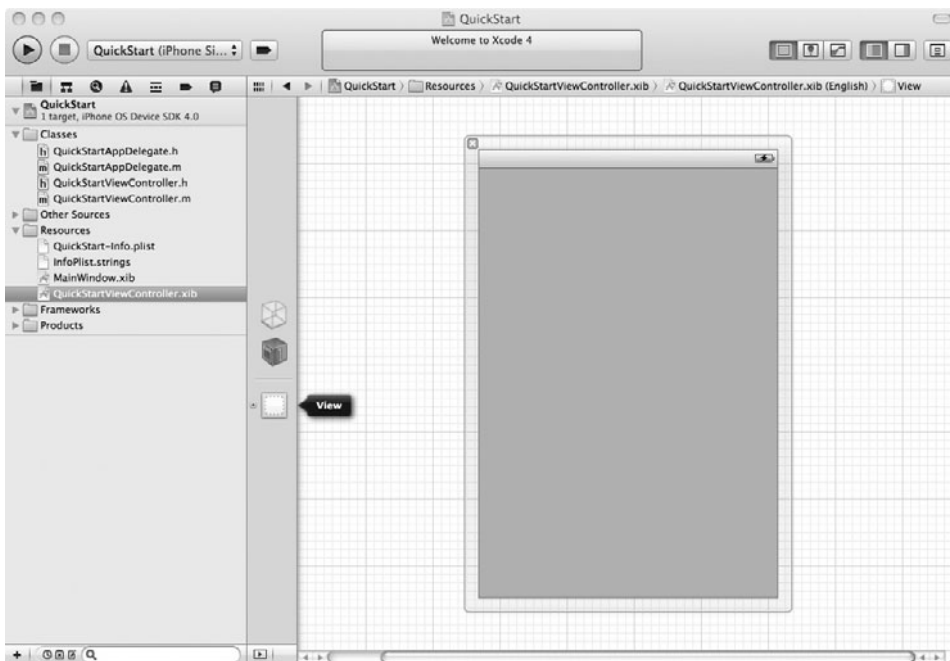 QuickStart
QuickStart (iPhone Si...
Welcome to Xcode 4
QuickStart
1 target, iPhone OS Device SDK 4.0
QuickStart
Resources
QuickStartViewController.xib
QuickStartViewController.xib (English)
View
Classes
h QuickStartAppDelegate.h
m QuickStartAppDelegate.m
h QuickStartViewController.h
m QuickStartViewController.m
Other Sources
Resources
QuickStart-Info.plist
InfoPlist.strings
MainWindow.xib
QuickStartViewController.xib
Frameworks
Products
View